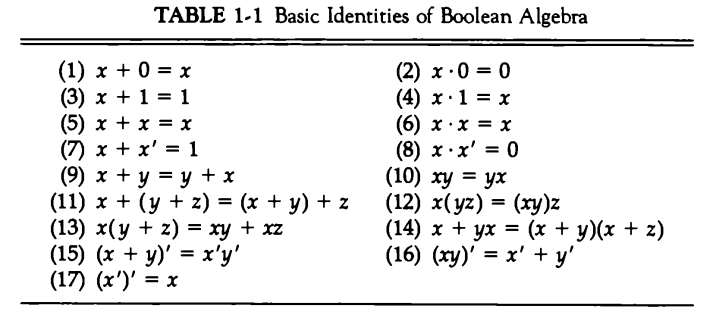 TABLE 1-1 Basic Identities of Boolean Algebra
(1) x + 0 = x (2) x · 0 = 0
(3) x + 1 = 1 (4) x · 1 = x
(5) x + x = x (6) x · x = x
(7) x + x′ = 1 (8) x · x′ = 0
(9) x + y = y + x (10) xy = yx
(11) x + (y + z) = (x + y) + z (12) x(yz) = (xy)z
(13) x(y + z) = xy + xz (14) x + yx = (x + y)(x + z)
(15) (x + y)′ = x′y′ (16) (xy)′ = x′ + y′
(17) (x′)′ = x